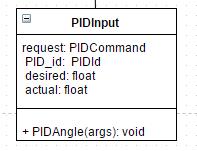 PIDInput
request: PIDCommand
PID_id: PIDId
desired: float
actual: float
+ PIDAngle(args): void